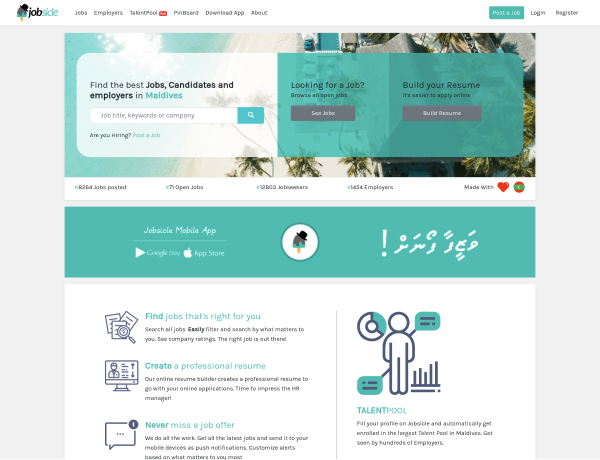 jobsicle
Jobs Employers TalentPool PinBoard Download App About
Post a Job Login Register
Find the best Jobs, Candidates and
employers in Maldives
Job title, keywords or company
Are you Hiring? Post a Job
Looking for a Job?
Browse all open jobs
See Jobs
Build your Resume
It's easier to apply online
Build Resume
#8264 Jobs posted
#71 Open Jobs
#12803 Jobseekers
#1454 Employers
Made With
Jobsicle Mobile App
Google play App Store
ވަޒީފާ ފޯނަށް!
Find jobs that's right for you
Search all jobs. Easily filter and search by what matters to
you. See company ratings. The right job is out there!
Create a professional resume
Our online resume builder creates a professional resume to
go with your online applications. Time to impress the HR
manager!
Never miss a job offer
We do all the work. Get all the latest jobs and send it to your
mobile devices as push notifications. Customize alerts
based on what matters to you most
TALENTPOOL
Fill your profile on Jobsicle and automatically get
enrolled in the largest Talent Pool in Maldives. Get
seen by hundreds of Employers.